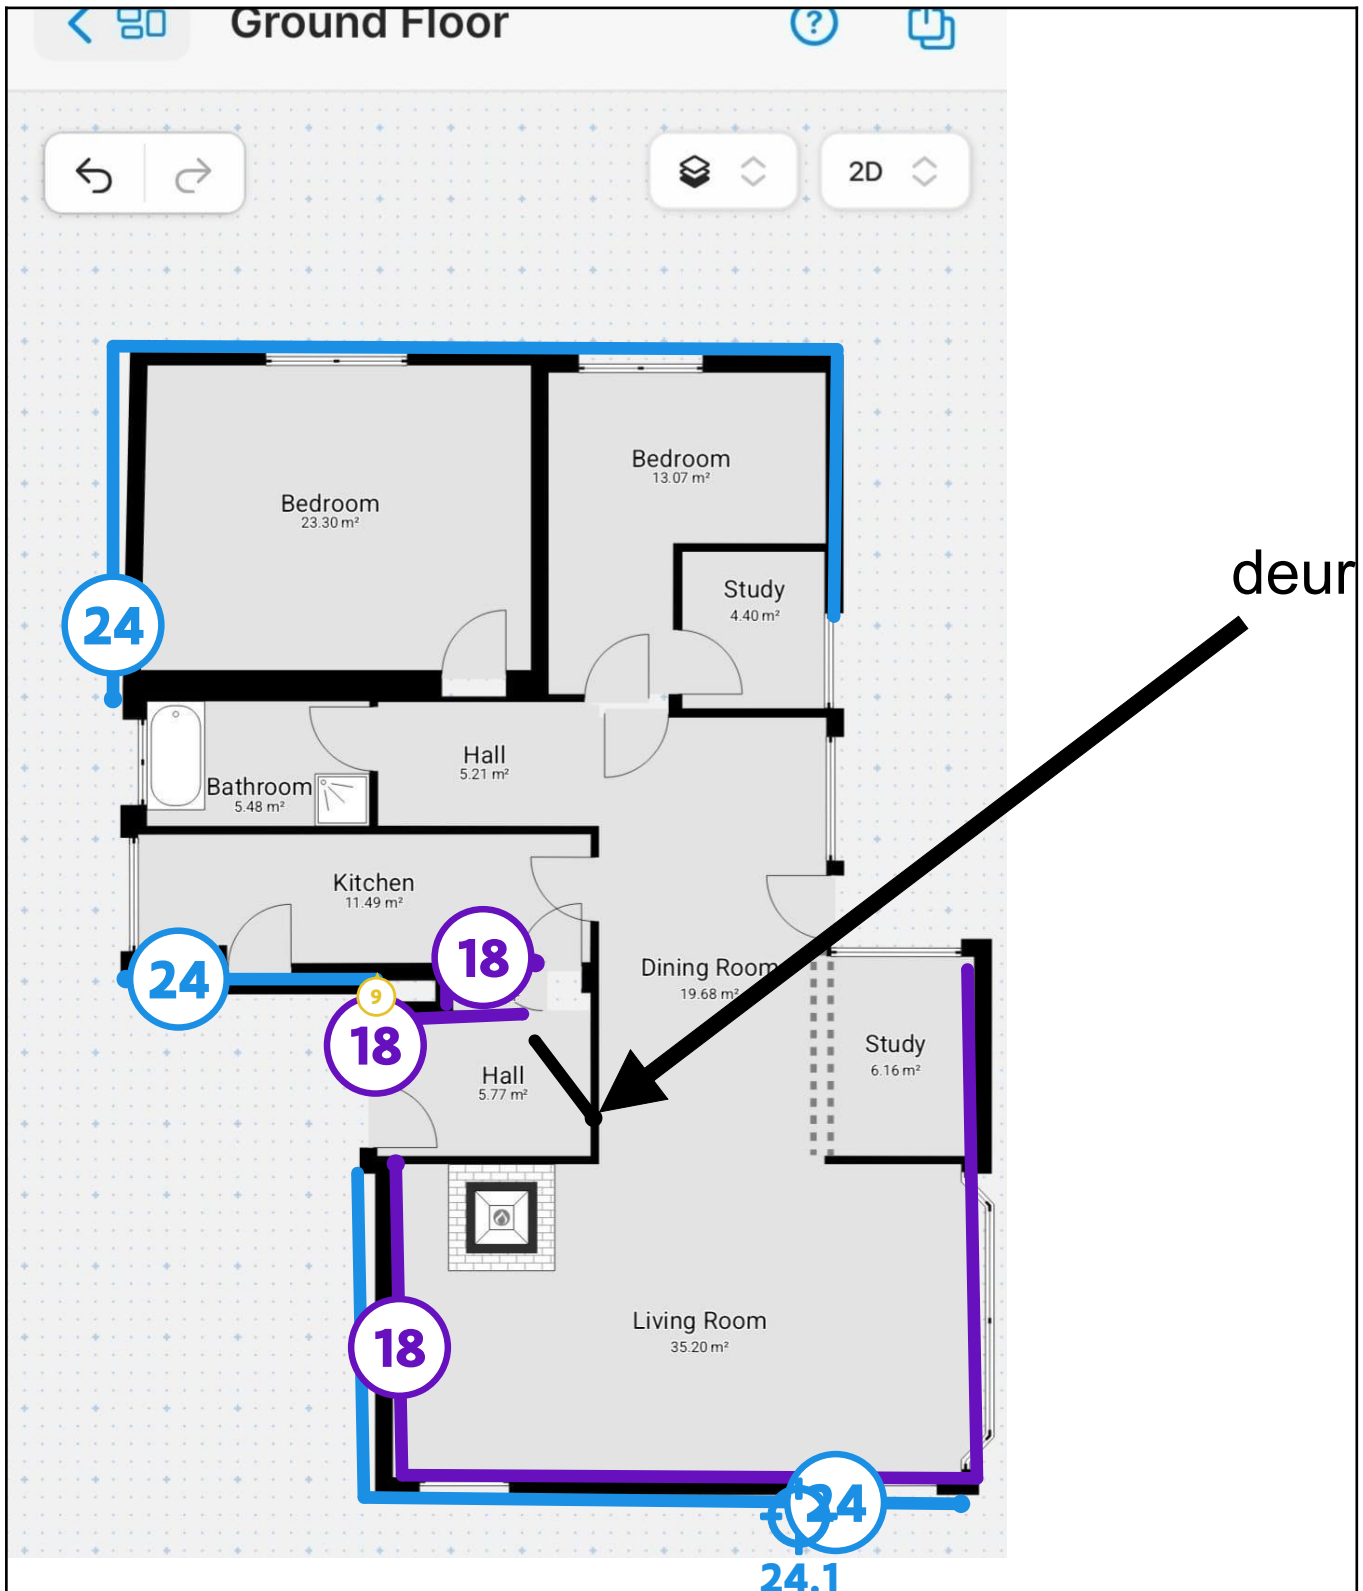 Ground Floor
?
2D
Bedroom
23.30 m²
Bedroom
13.07 m²
deur
Study
4.40 m²
24
Hall
5.21 m²
Bathroom
5.48 m²
Kitchen
11.49 m²
18
24
Dining Room
19.68 m²
9
18
Study
6.16 m²
Hall
5.77 m²
Living Room
35.20 m²
18
24
24.1